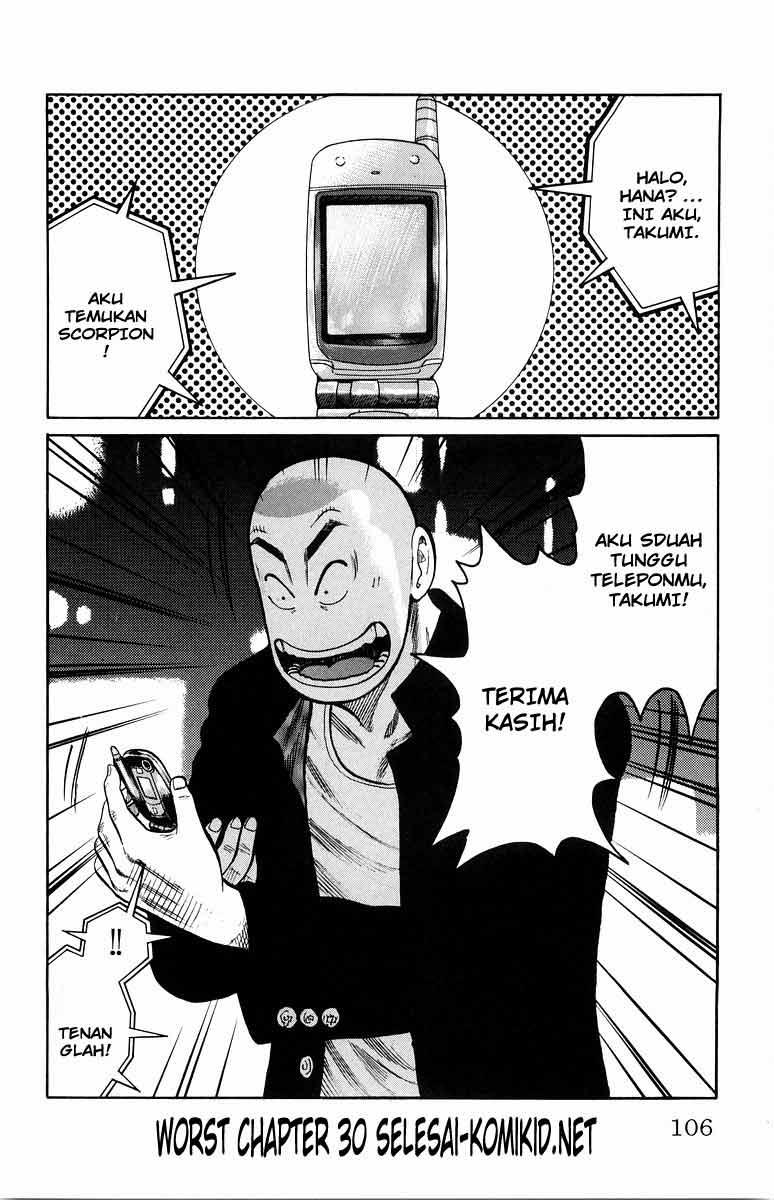 HALO,
HANA? ...
INI AKU,
TAKUMI.
AKU
TEMUKAN
SCORPION
!
AKU SDUAH
TUNGGU
TELEPONMU,
TAKUMI!
TERIMA
KASIH!
!!
TENAN
GLAH!
WORST CHAPTER 30 SELESAI-KOMIKID.NET
106